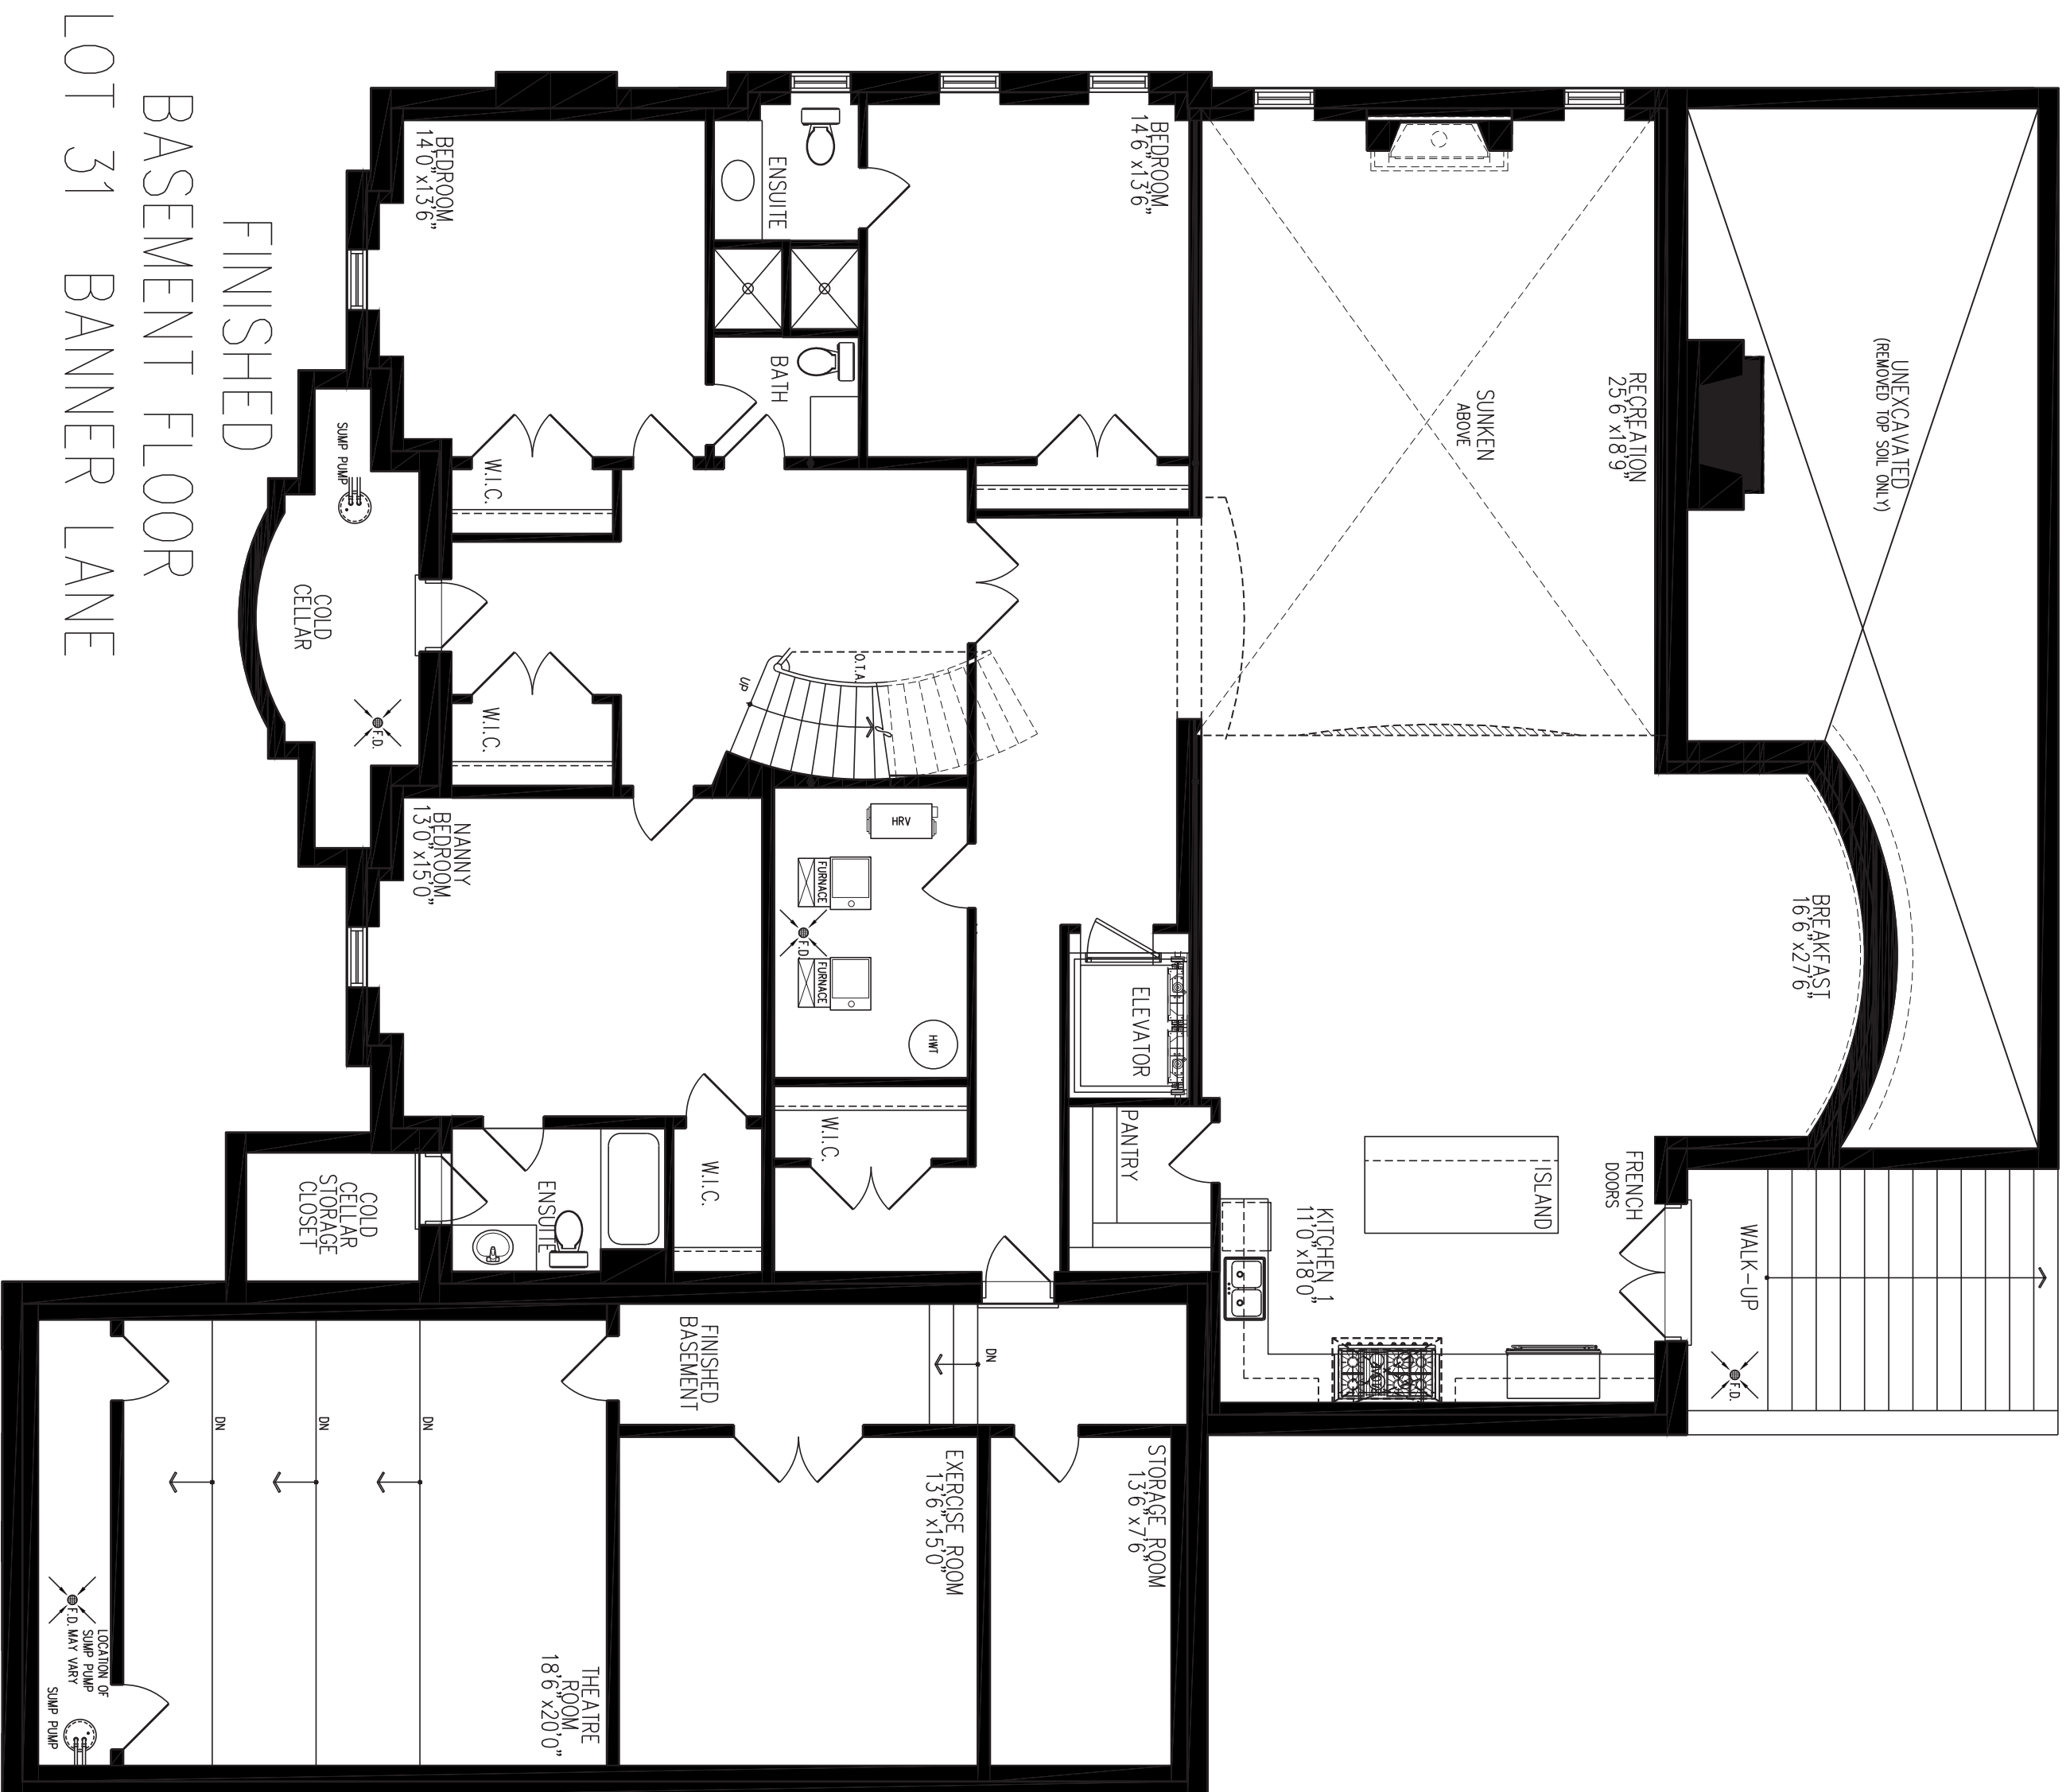 UNEXCAVATED
(REMOVED TOP SOIL ONLY)
BREAKFAST
16'6"x27'6"
WALK-UP
F.D.
RECREATION
25'6"x18'9"
FRENCH
DOORS
ISLAND
SUNKEN
ABOVE
KITCHEN 1
11'0"x18'0"
BEDROOM
14'6"x13'6"
STORAGE ROOM
13'6"x7'6"
ELEVATOR
PANTRY
DN
EXERCISE ROOM
13'6"x15'0"
HWT
HRV
O.T.A.
UP
FURNACE
F.D.
FURNACE
W.I.C.
ENSUITE
BATH
W.I.C.
FINISHED
BASEMENT
THEATRE
ROOM
18'6"x20'0"
ENSUITE
W.I.C.
W.I.C.
BEDROOM
14'0"x13'6"
NANNY
BEDROOM
13'0"x15'0"
DN
F.D.
SUMP PUMP
COLD
CELLAR
STORAGE
CLOSET
COLD
CELLAR
DN
DN
FINISHED
BASEMENT FLOOR
LOT 31 BANNER LANE
LOCATION OF
SUMP PUMP
MAY VARY
F.D.
SUMP PUMP